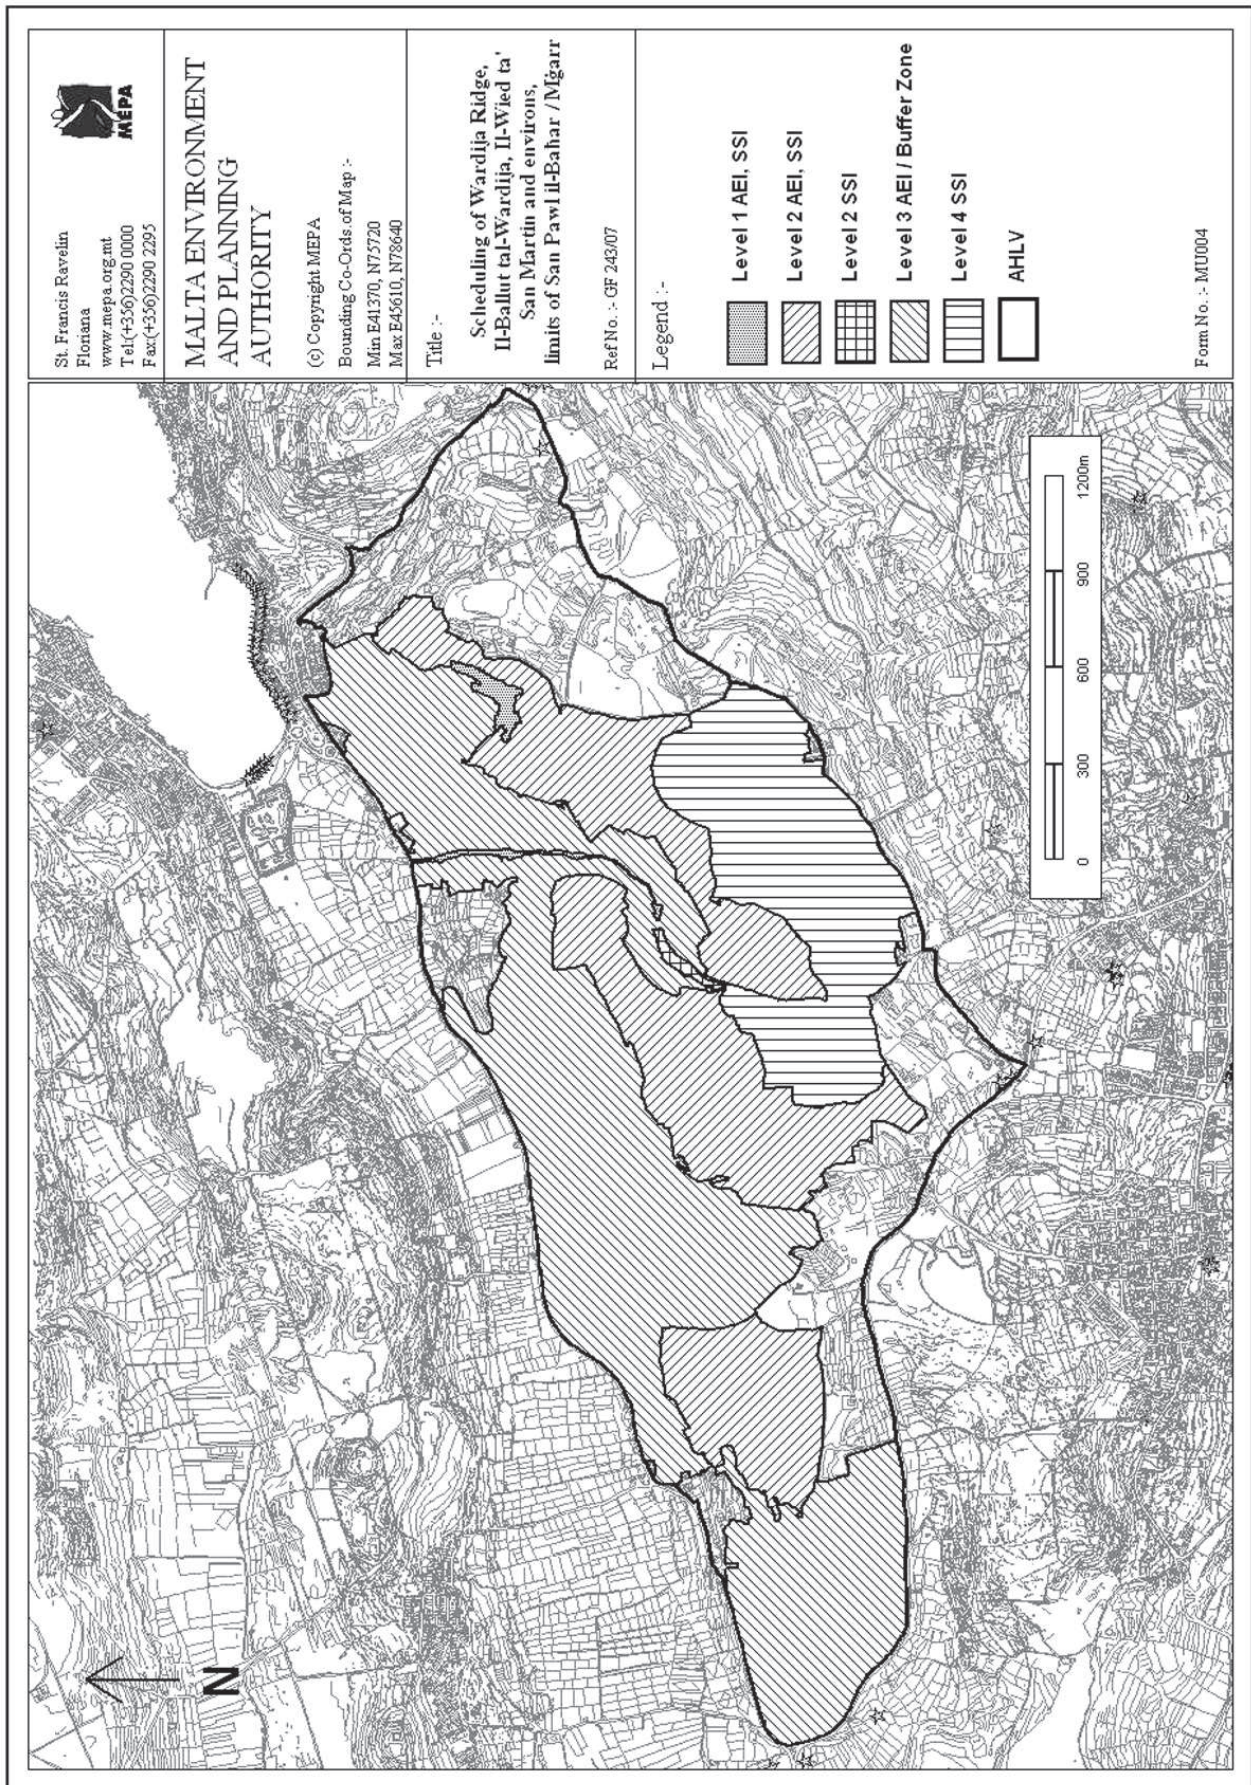 MEPA
St. Francis Ravelin
Floriana
www.mepa.org.mt
Tel:(+356)2290 0000
Fax:(+356)2290 2295
MALTA ENVIRONMENT
AND PLANNING
AUTHORITY
(c) Copyright MEPA
Bounding Co-Ords.of Map :-
Min E41370, N75720
Max E45610, N78640
Title :-
Scheduling of Wardija Ridge,
Il-Ballut tal-Wardija, Il-Wied ta'
San Martin and environs,
limits of San Pawl il-Bahar / Mġarr
Ref No. :- GF 243/07
Legend :-
Level 1 AEI, SSI
Level 2 AEI, SSI
Level 2 SSI
Level 3 AEI / Buffer Zone
Level 4 SSI
AHLV
Form No. :- MU004
N
0 300 600 900 1200m